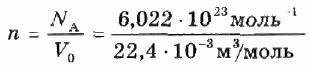 n = N_A / V_0 = 6,022 · 10^23 моль^-1 / 22,4 · 10^-3 м^3/моль